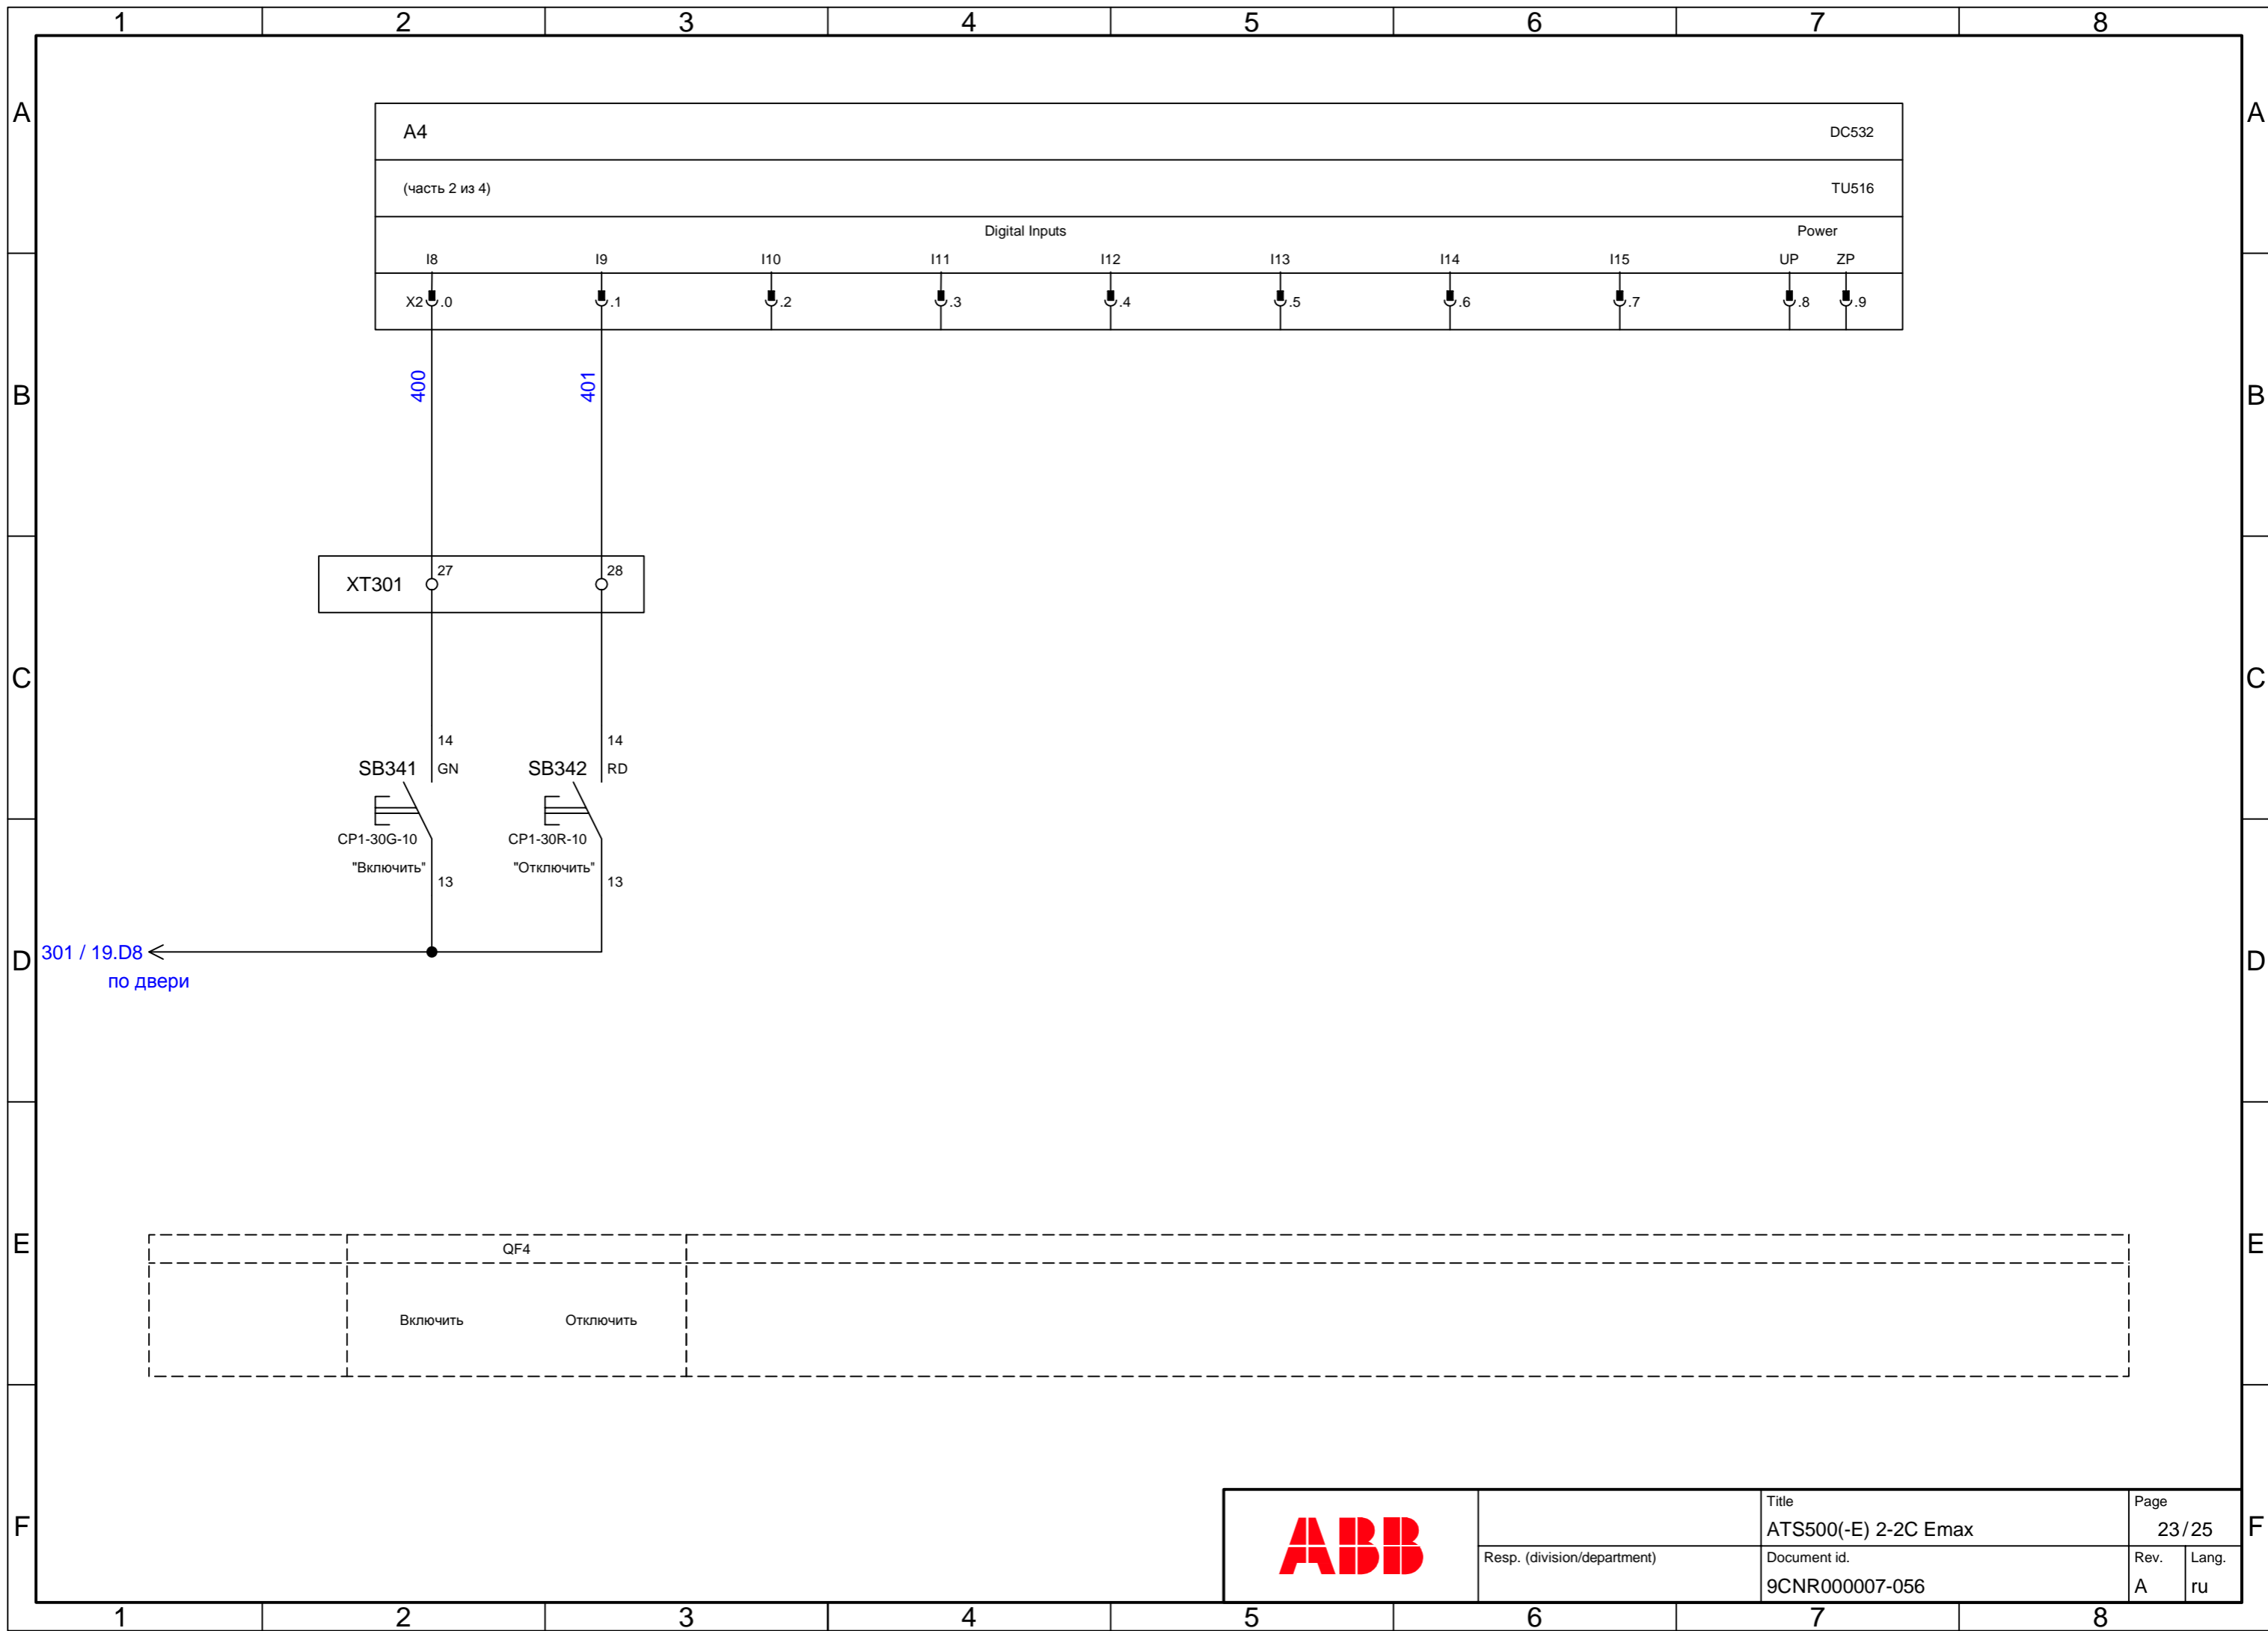 1 2 3 4 5 6 7 8
A A
A4 DC532
(часть 2 из 4) TU516
Digital Inputs Power
I8 I9 I10 I11 I12 I13 I14 I15 UP ZP
X2 .0 .1 .2 .3 .4 .5 .6 .7 .8 .9
400 401
B B
XT301 27 28
C C
14 14
SB341 GN SB342 RD
CP1-30G-10 CP1-30R-10
"Включить" "Отключить"
13 13
D 301 / 19.D8 D
по двери
E E
QF4
Включить Отключить
F F
ABB
Title Page
ATS500(-E) 2-2C Emax 23/25
Resp. (division/department) Document id. Rev. Lang.
9CNR000007-056 A ru
1 2 3 4 5 6 7 8